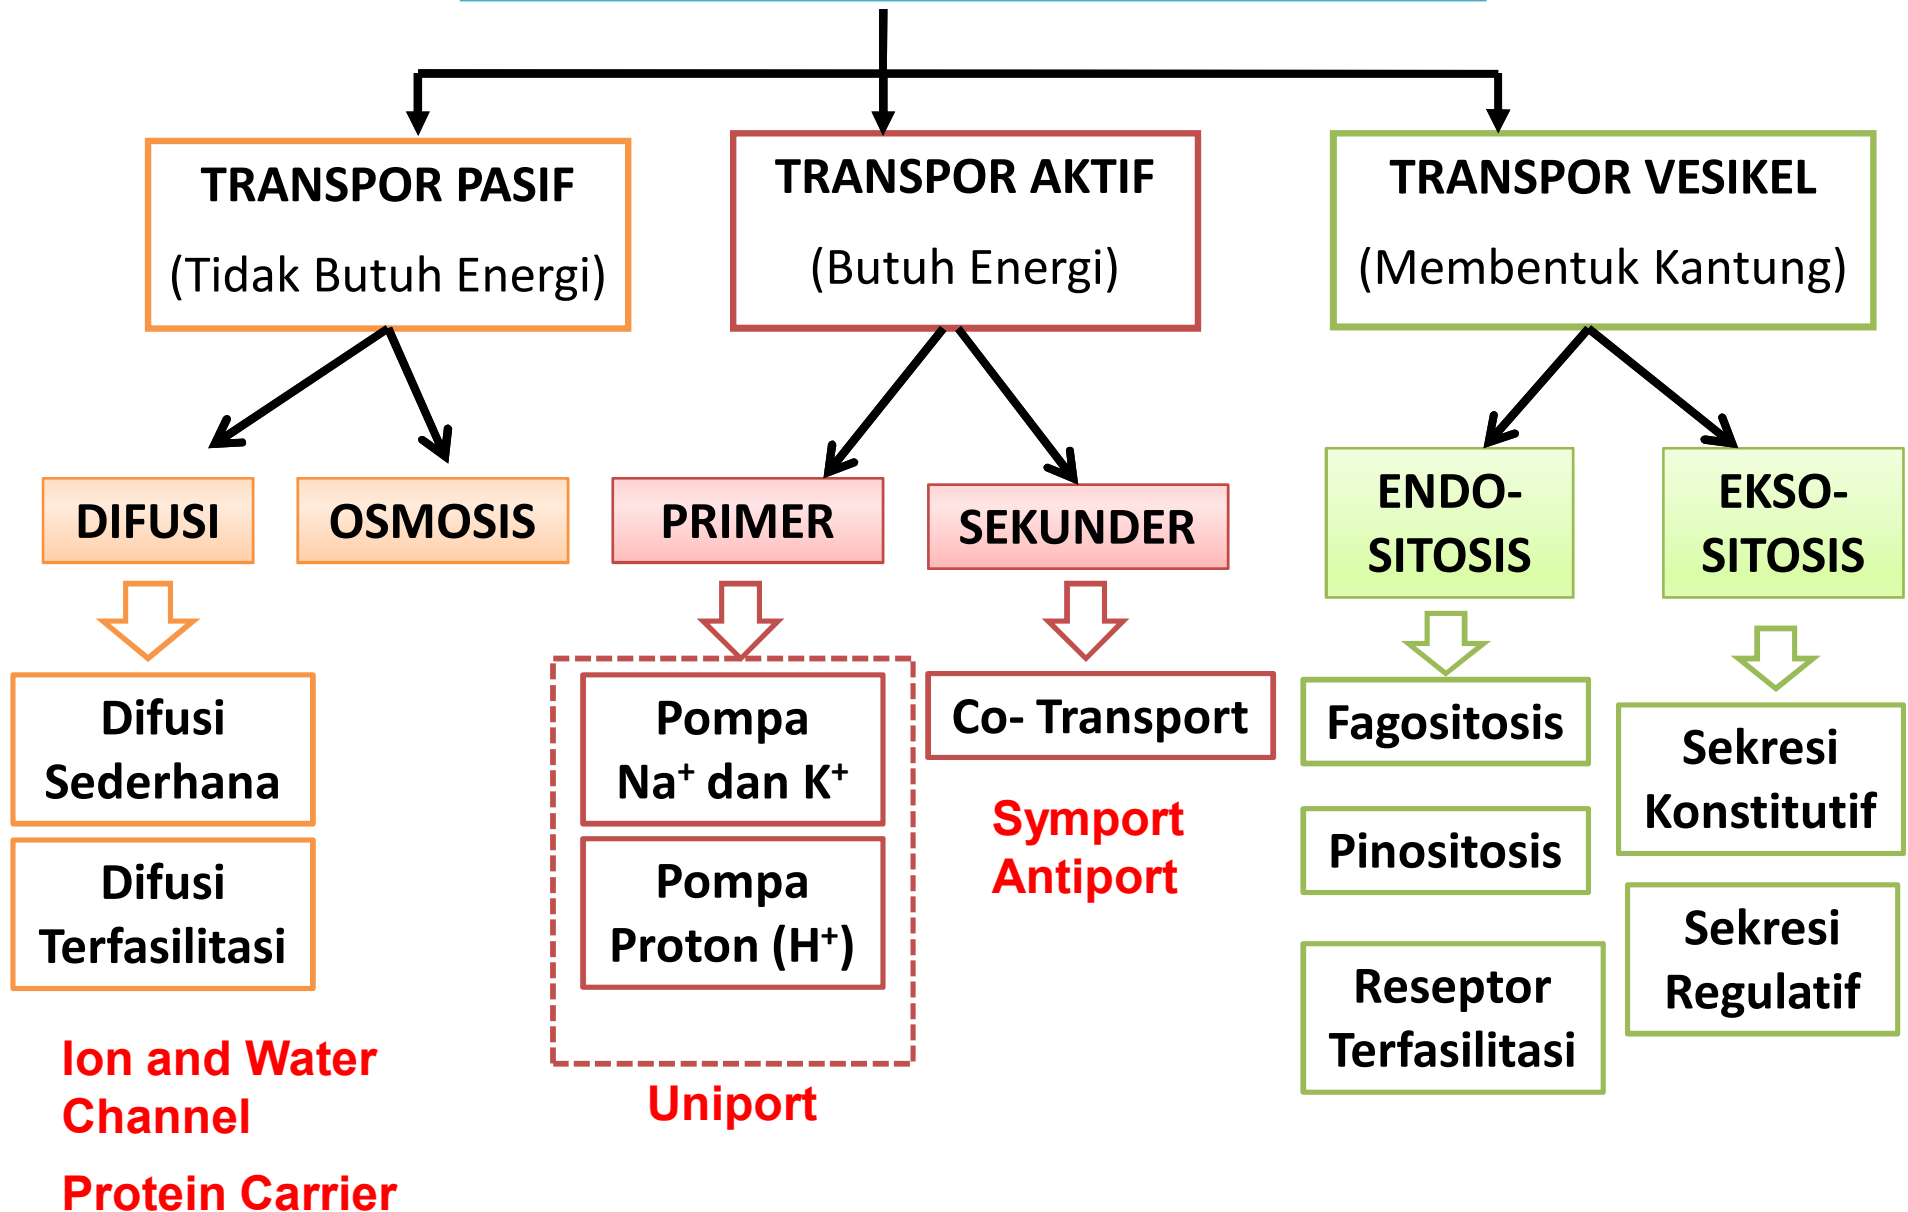 TRANSPOR PASIF
(Tidak Butuh Energi)
TRANSPOR AKTIF
(Butuh Energi)
TRANSPOR VESIKEL
(Membentuk Kantung)
DIFUSI
OSMOSIS
PRIMER
SEKUNDER
ENDO-
SITOSIS
EKSO-
SITOSIS
Difusi
Sederhana
Difusi
Terfasilitasi
Ion and Water
Channel
Protein Carrier
Pompa
Na⁺ dan K⁺
Pompa
Proton (H⁺)
Uniport
Co- Transport
Symport
Antiport
Fagositosis
Pinositosis
Reseptor
Terfasilitasi
Sekresi
Konstitutif
Sekresi
Regulatif